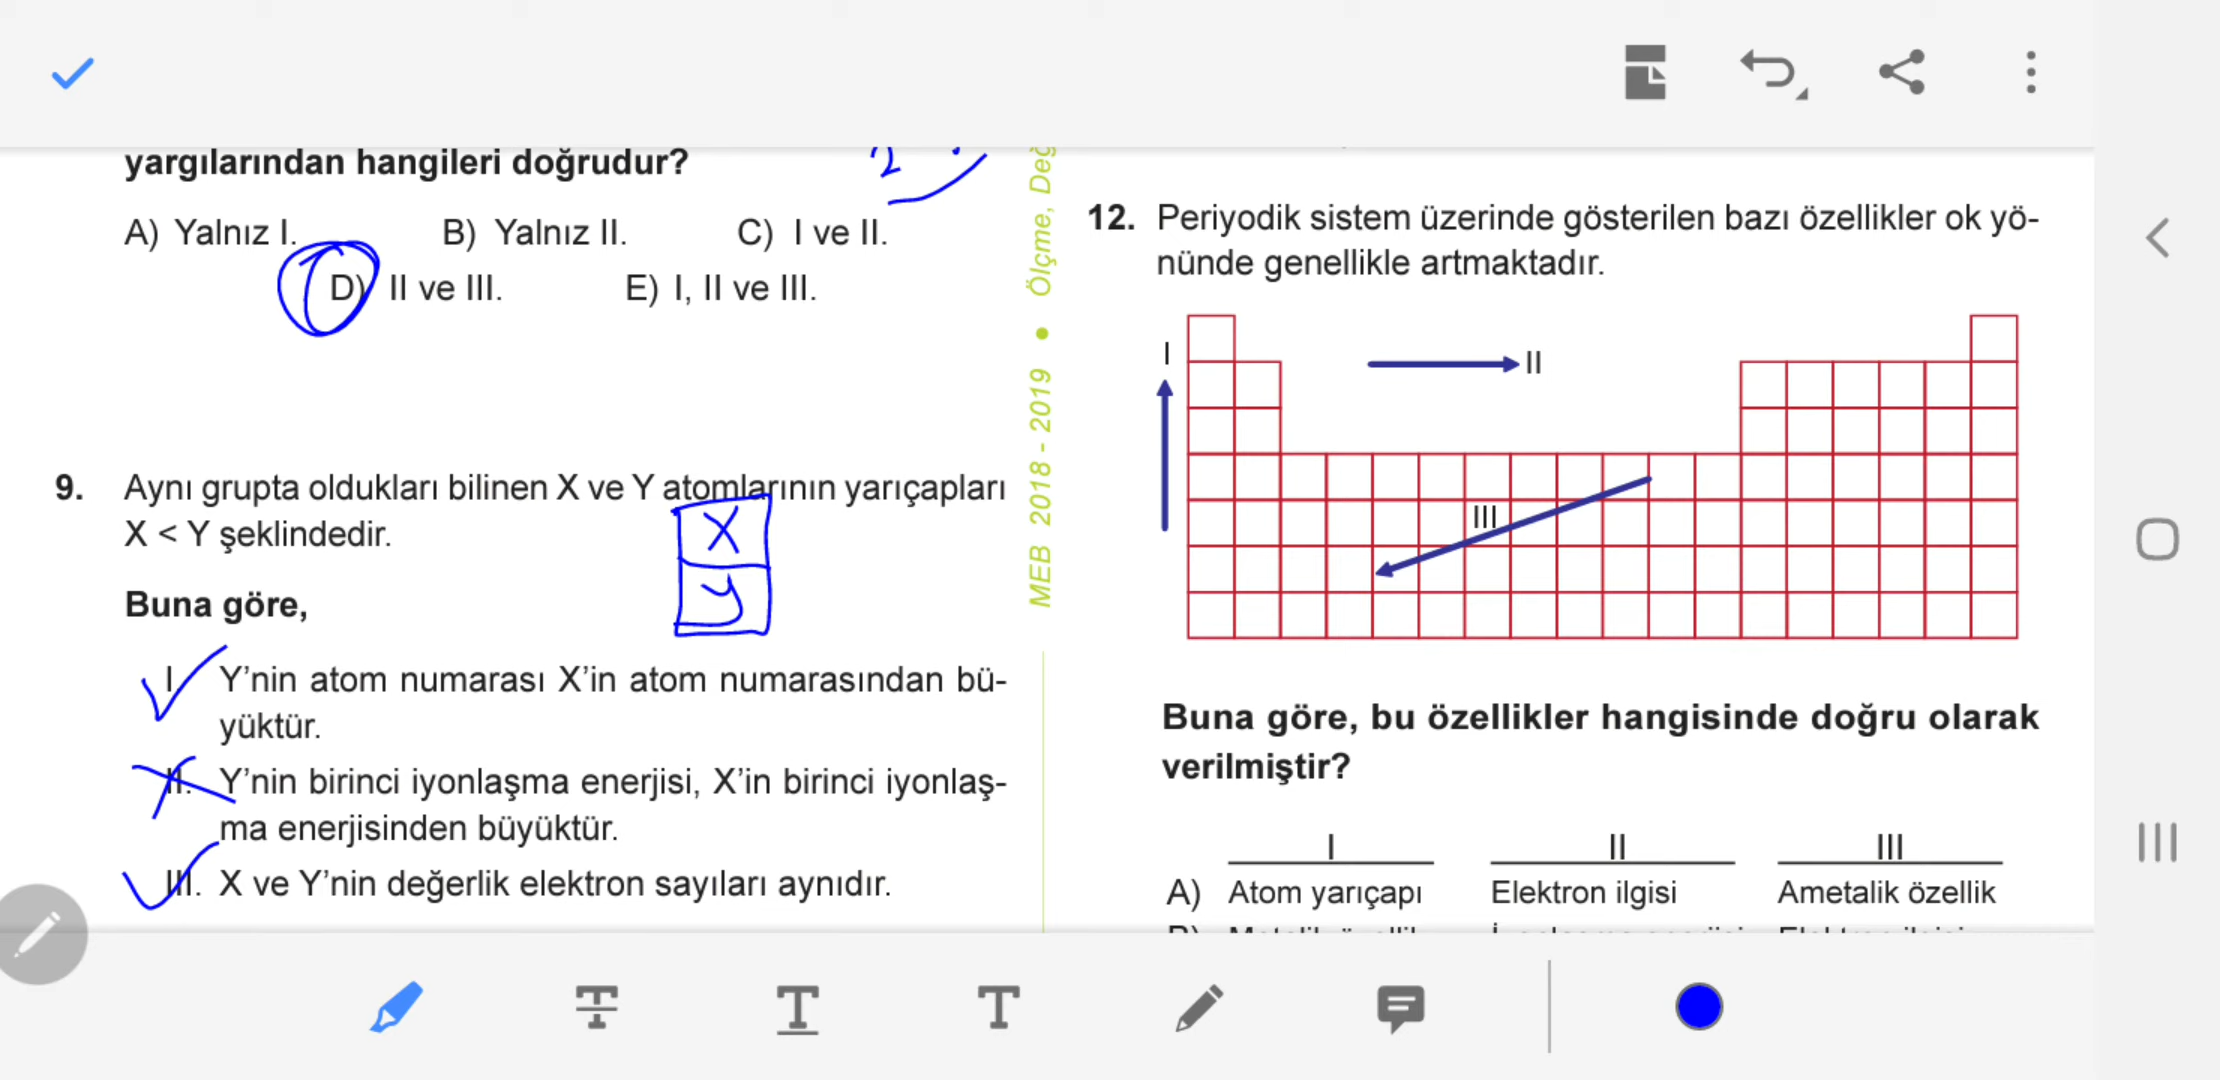 yargılarından hangileri doğrudur?
A) Yalnız I.
B) Yalnız II.
C) I ve II.
D) II ve III.
E) I, II ve III.
9. Aynı grupta oldukları bilinen X ve Y atomlarının yarıçapları
X < Y şeklindedir.
X
y
Buna göre,
I. Y’nin atom numarası X’in atom numarasından bü-
yüktür.
II. Y’nin birinci iyonlaşma enerjisi, X’in birinci iyonlaş-
ma enerjisinden büyüktür.
III. X ve Y’nin değerlik elektron sayıları aynıdır.
MEB 2018 - 2019 • Ölçme,
12. Periyodik sistem üzerinde gösterilen bazı özellikler ok yö-
nünde genellikle artmaktadır.
I
II
III
Buna göre, bu özellikler hangisinde doğru olarak
verilmiştir?
I II III
A) Atom yarıçapı Elektron ilgisi Ametalik özellik